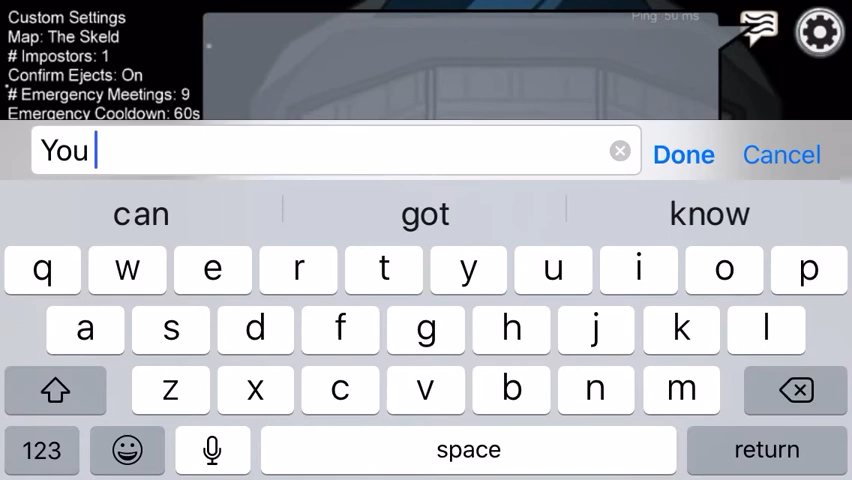 Custom Settings
Map: The Skeld
# Impostors: 1
Confirm Ejects: On
# Emergency Meetings: 9
Emergency Cooldown: 60s
Ping: 50 ms
You
Done
Cancel
can
got
know
q w e r t y u i o p
a s d f g h j k l
z x c v b n m
123
space
return